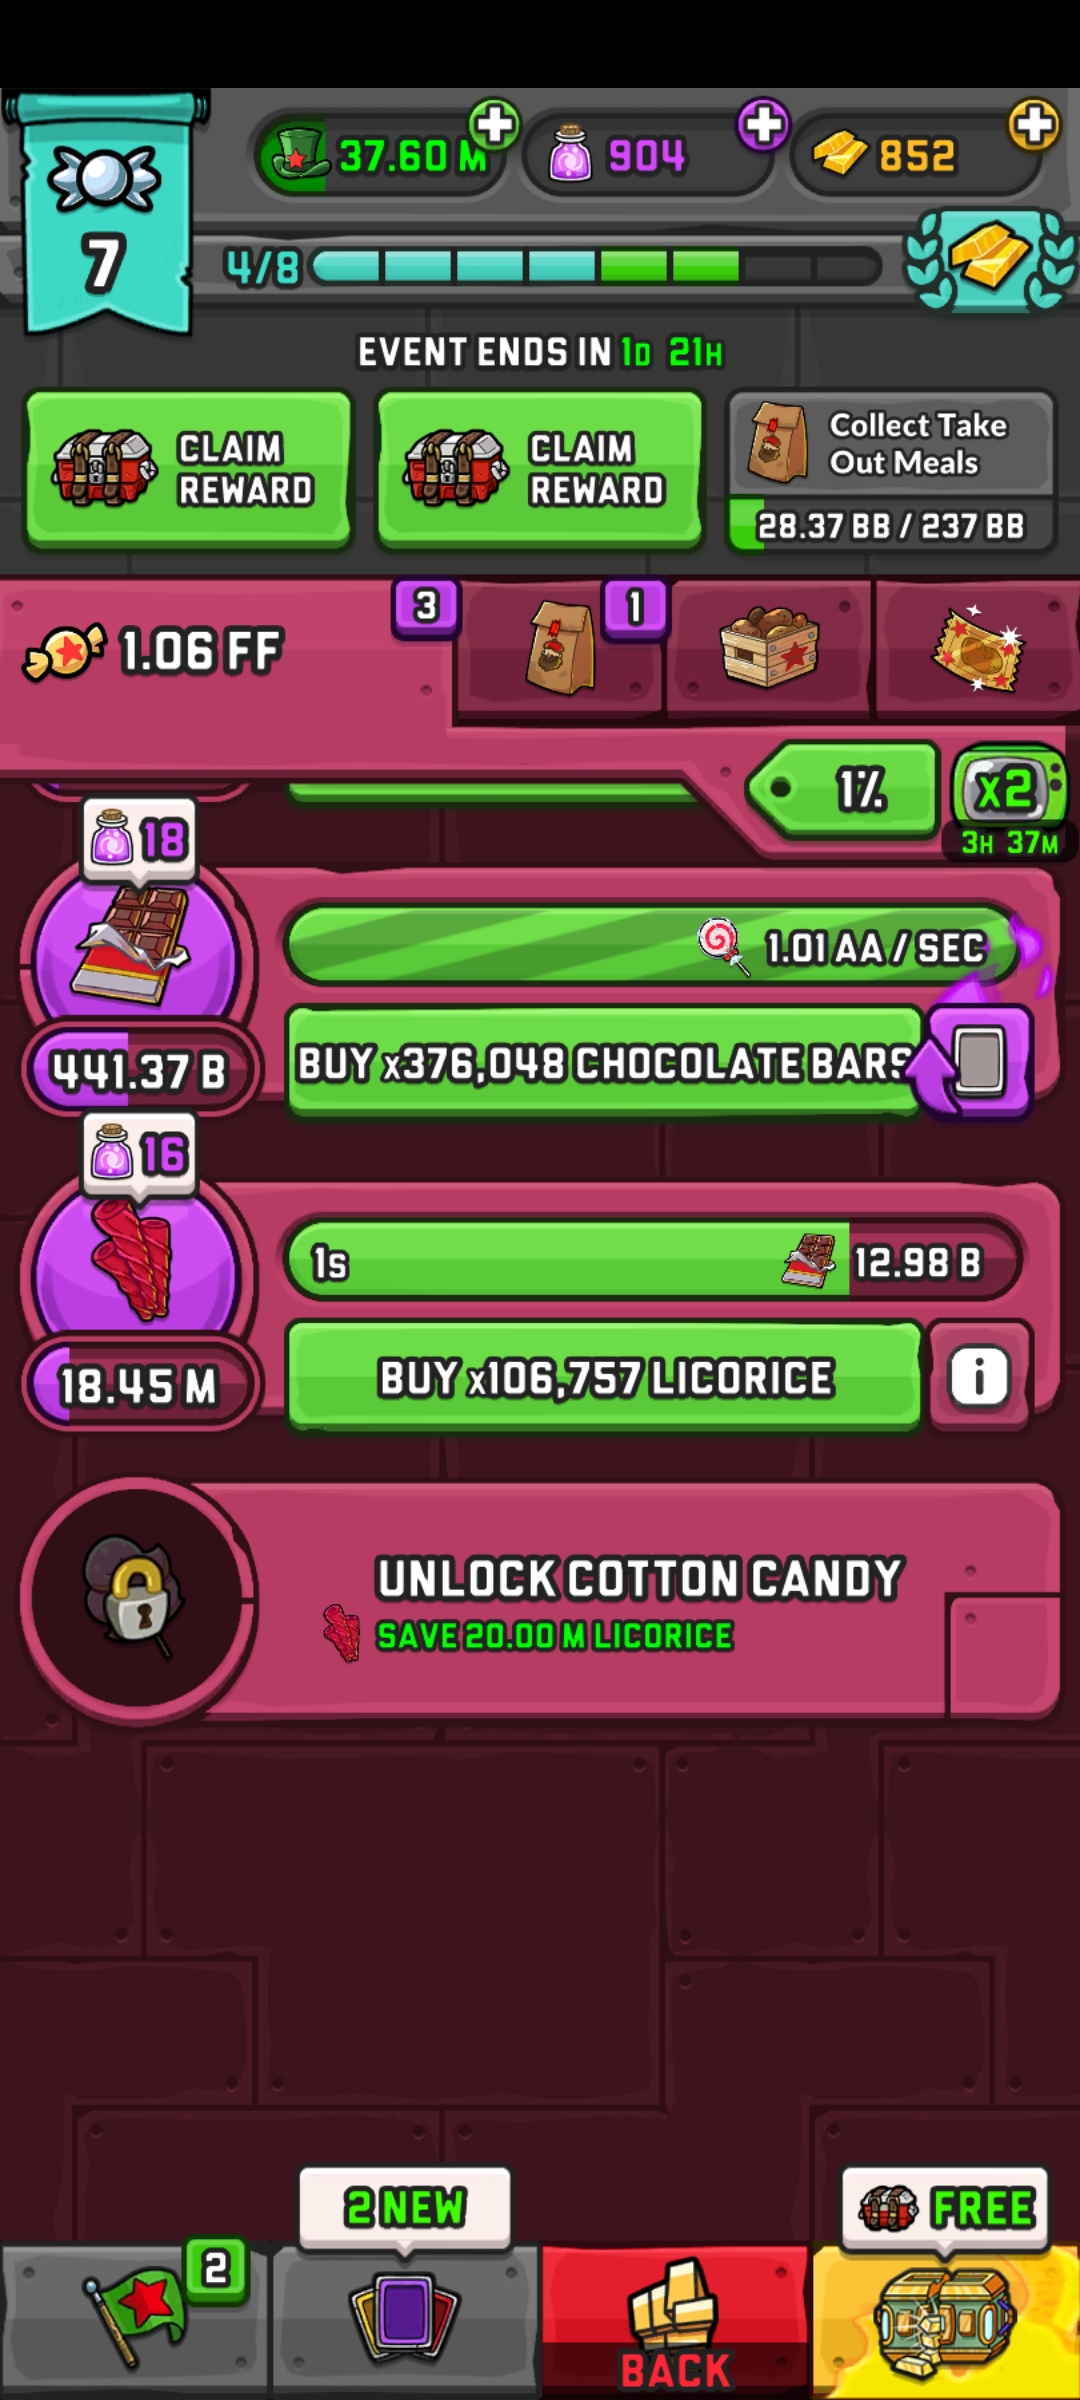 37.60 M
904
852
7
4/8
EVENT ENDS IN 1D 21H
CLAIM
REWARD
CLAIM
REWARD
Collect Take
Out Meals
28.37 BB / 237 BB
1.06 FF
3
1
1%
x2
3H 37M
18
1.01 AA / SEC
441.37 B
BUY x376,048 CHOCOLATE BARS
16
1s
12.98 B
18.45 M
BUY x106,757 LICORICE
i
UNLOCK COTTON CANDY
SAVE 20.00 M LICORICE
2 NEW
FREE
2
BACK